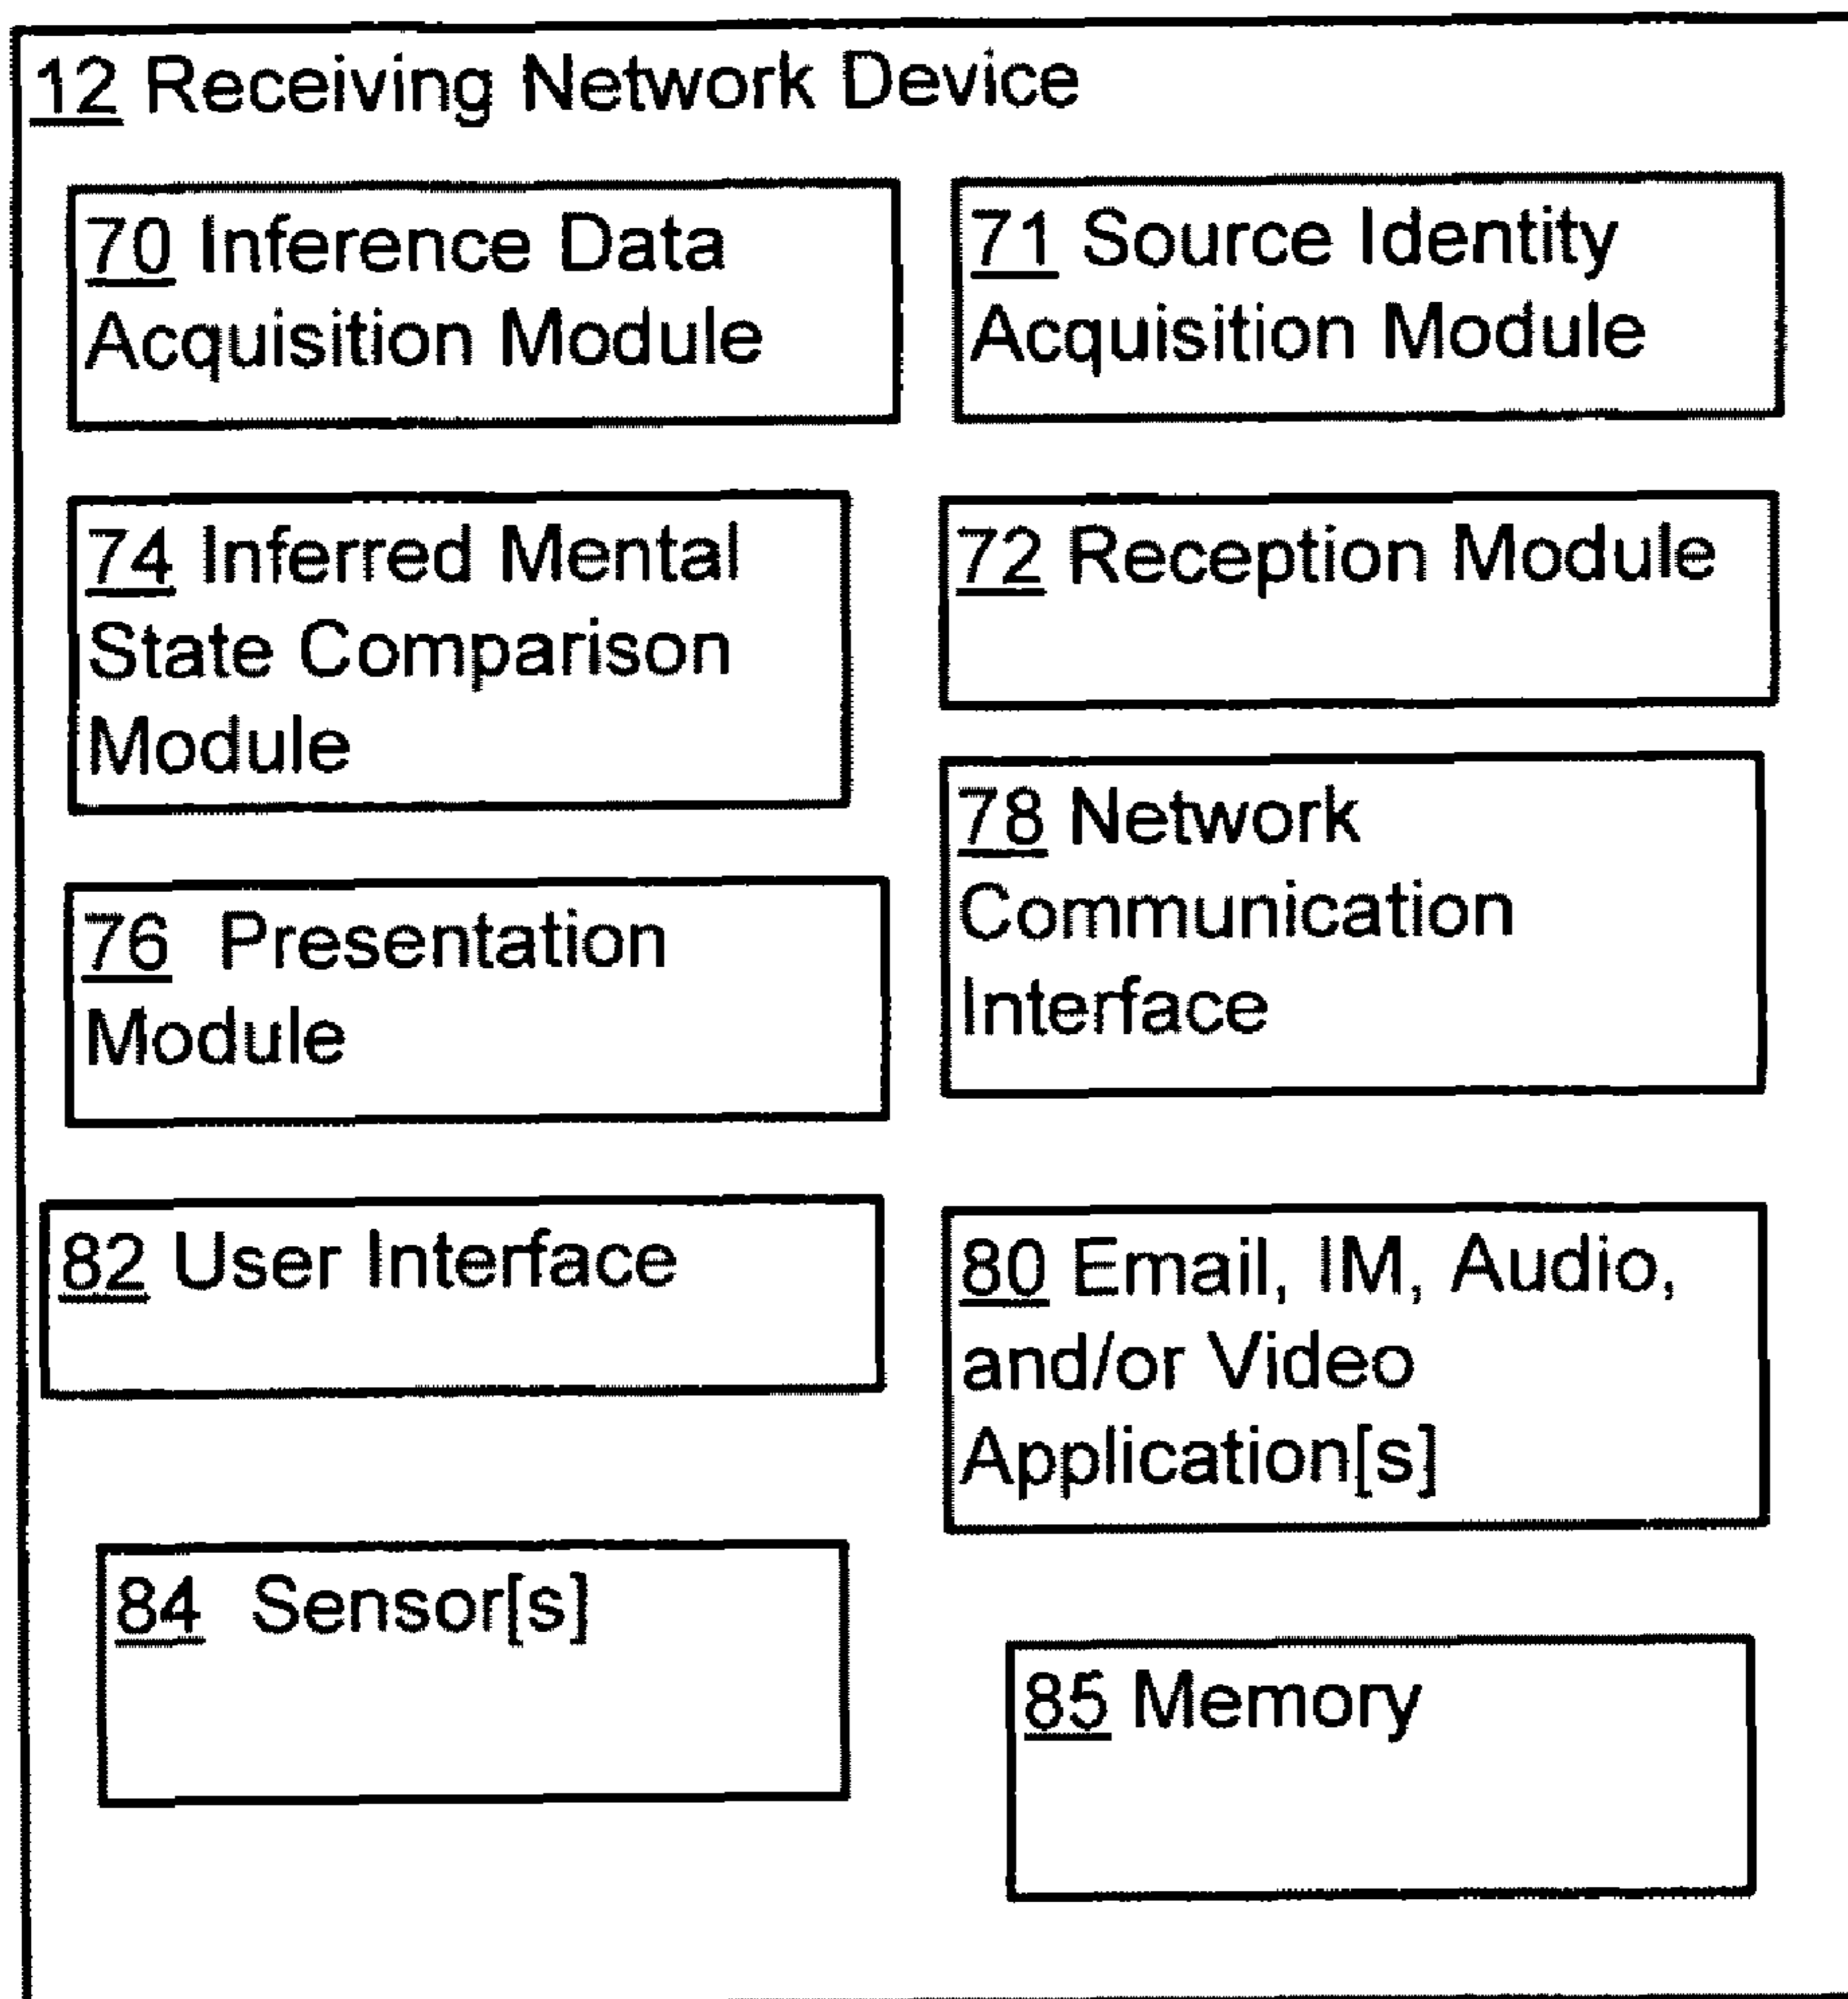 12 Receiving Network Device
70 Inference Data
Acquisition Module
71 Source Identity
Acquisition Module
74 Inferred Mental
State Comparison
Module
72 Reception Module
78 Network
Communication
Interface
76 Presentation
Module
82 User Interface
80 Email, IM, Audio,
and/or Video
Application[s]
84 Sensor[s]
85 Memory